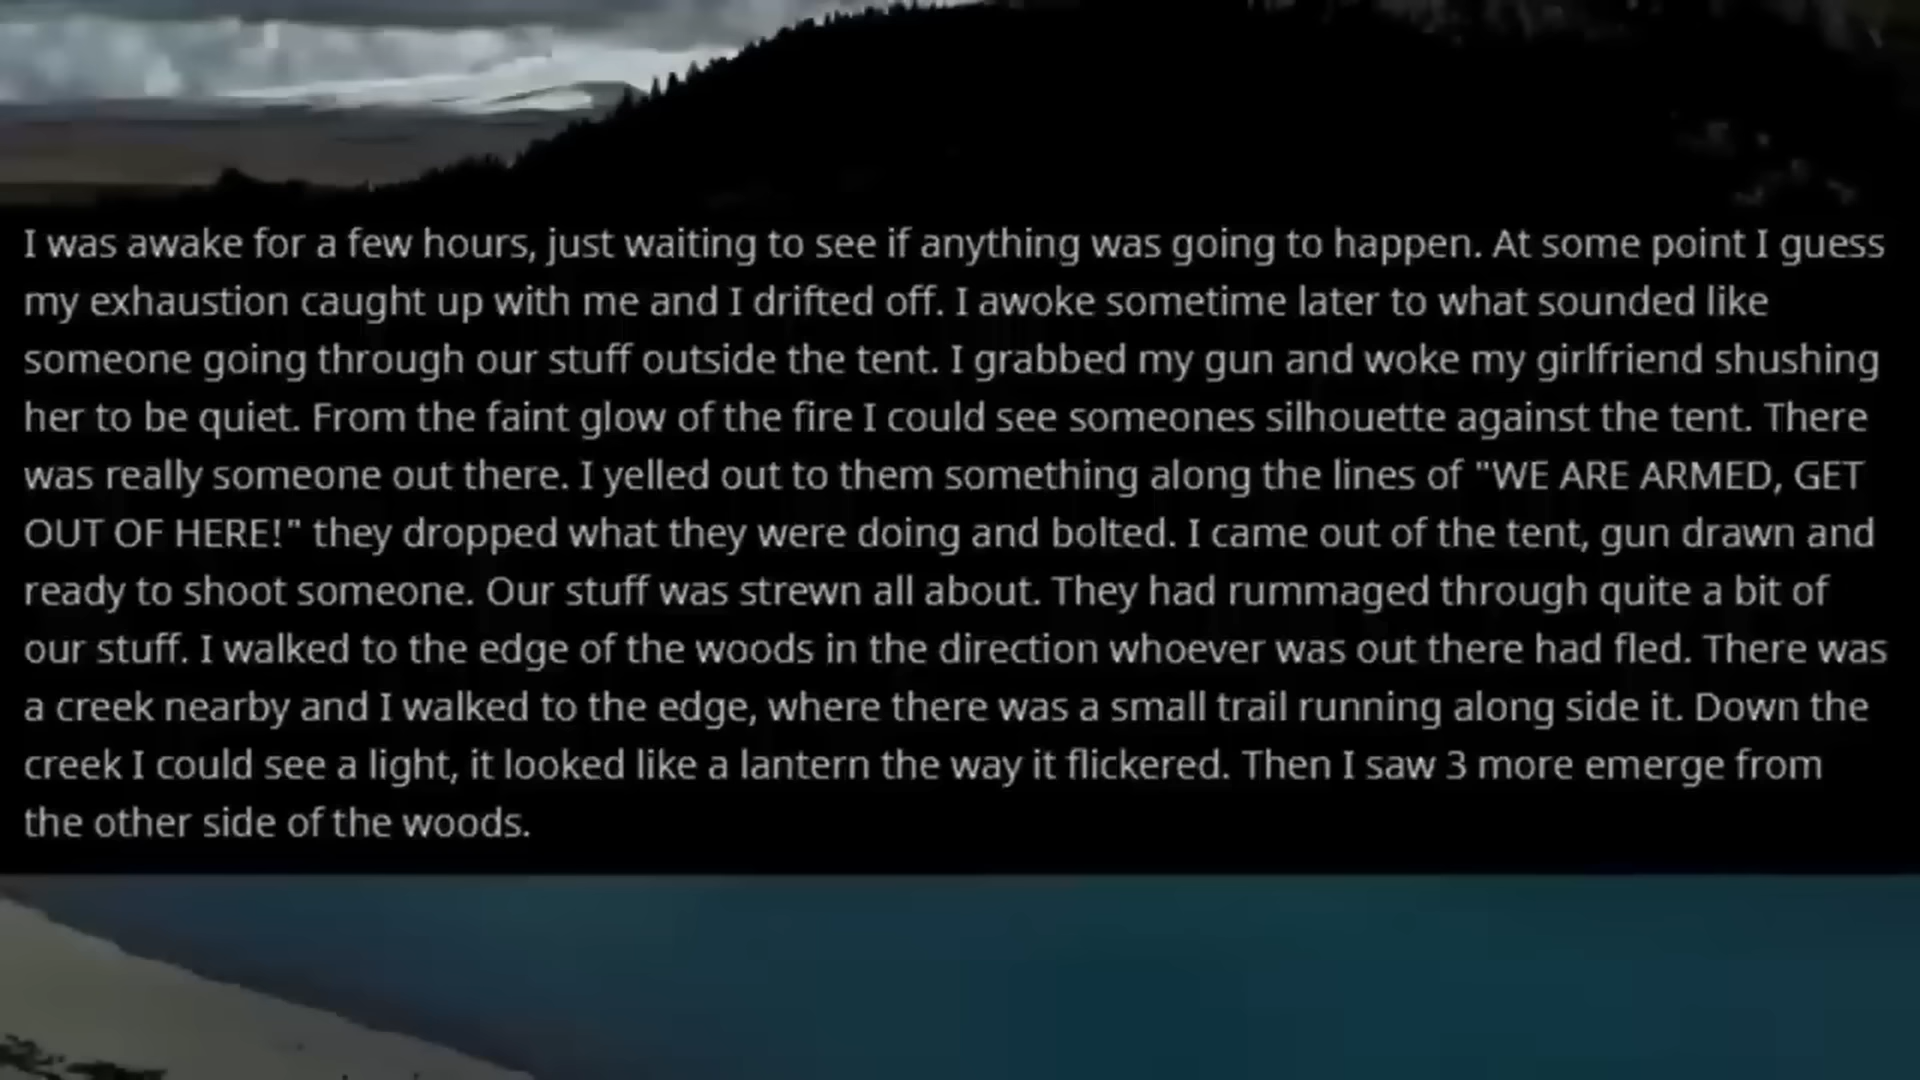 I was awake for a few hours, just waiting to see if anything was going to happen. At some point I guess
my exhaustion caught up with me and I drifted off. I awoke sometime later to what sounded like
someone going through our stuff outside the tent. I grabbed my gun and woke my girlfriend shushing
her to be quiet. From the faint glow of the fire I could see someones silhouette against the tent. There
was really someone out there. I yelled out to them something along the lines of "WE ARE ARMED, GET
OUT OF HERE!" they dropped what they were doing and bolted. I came out of the tent, gun drawn and
ready to shoot someone. Our stuff was strewn all about. They had rummaged through quite a bit of
our stuff. I walked to the edge of the woods in the direction whoever was out there had fled. There was
a creek nearby and I walked to the edge, where there was a small trail running along side it. Down the
creek I could see a light, it looked like a lantern the way it flickered. Then I saw 3 more emerge from
the other side of the woods.